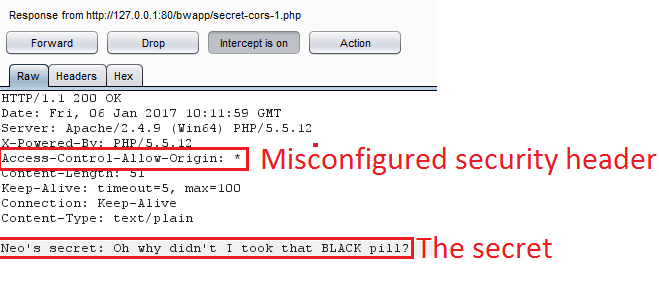 Response from http://127.0.0.1:80/bwapp/secret-cors-1.php
Forward Drop Intercept is on Action
Raw Headers Hex
HTTP/1.1 200 OK
Date: Fri, 06 Jan 2017 10:11:59 GMT
Server: Apache/2.4.9 (Win64) PHP/5.5.12
X-Powered-By: PHP/5.5.12
Access-Control-Allow-Origin: * Misconfigured security header
Content-Length: 51
Keep-Alive: timeout=5, max=100
Connection: Keep-Alive
Content-Type: text/plain
Neo's secret: Oh why didn't I took that BLACK pill? The secret